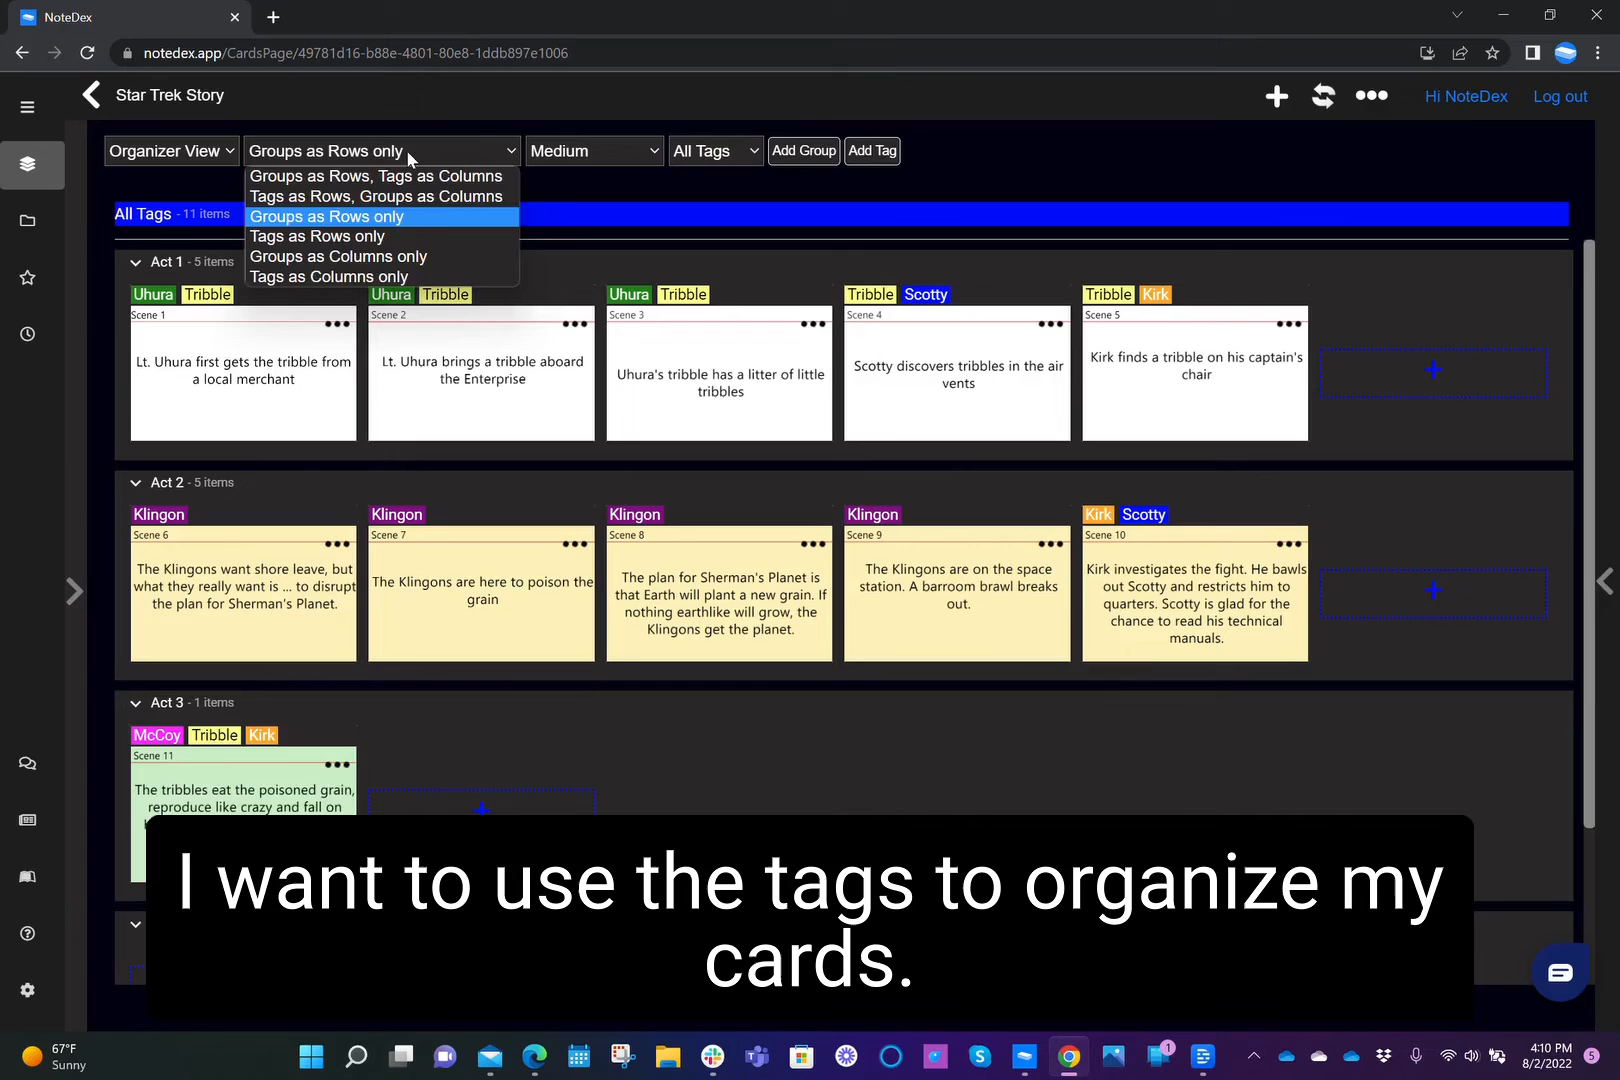 NoteDex
notedex.app/CardsPage/49781d16-b88e-4801-80e8-1ddb897e1006
Star Trek Story
Hi NoteDex
Log out
Organizer View
Groups as Rows only
Medium
All Tags
Add Group
Add Tag
Groups as Rows, Tags as Columns
Tags as Rows, Groups as Columns
Groups as Rows only
Tags as Rows only
Groups as Columns only
Tags as Columns only
All Tags - 11 items
Act 1 - 5 items
Uhura Tribble
Scene 1
Lt. Uhura first gets the tribble from
a local merchant
Uhura Tribble
Scene 2
Lt. Uhura brings a tribble aboard
the Enterprise
Uhura Tribble
Scene 3
Uhura's tribble has a litter of little
tribbles
Tribble Scotty
Scene 4
Scotty discovers tribbles in the air
vents
Tribble Kirk
Scene 5
Kirk finds a tribble on his captain's
chair
Act 2 - 5 items
Klingon
Scene 6
The Klingons want shore leave, but
what they really want is ... to disrupt
the plan for Sherman's Planet.
Klingon
Scene 7
The Klingons are here to poison the
grain
Klingon
Scene 8
The plan for Sherman's Planet is
that Earth will plant a new grain. If
nothing earthlike will grow, the
Klingons get the planet.
Klingon
Scene 9
The Klingons are on the space
station. A barroom brawl breaks
out.
Kirk Scotty
Scene 10
Kirk investigates the fight. He bawls
out Scotty and restricts him to
quarters. Scotty is glad for the
chance to read his technical
manuals.
Act 3 - 1 items
McCoy Tribble Kirk
Scene 11
The tribbles eat the poisoned grain,
reproduce like crazy and fall on
I want to use the tags to organize my
cards.
67°F
Sunny
1
4:10 PM
8/2/2022
5